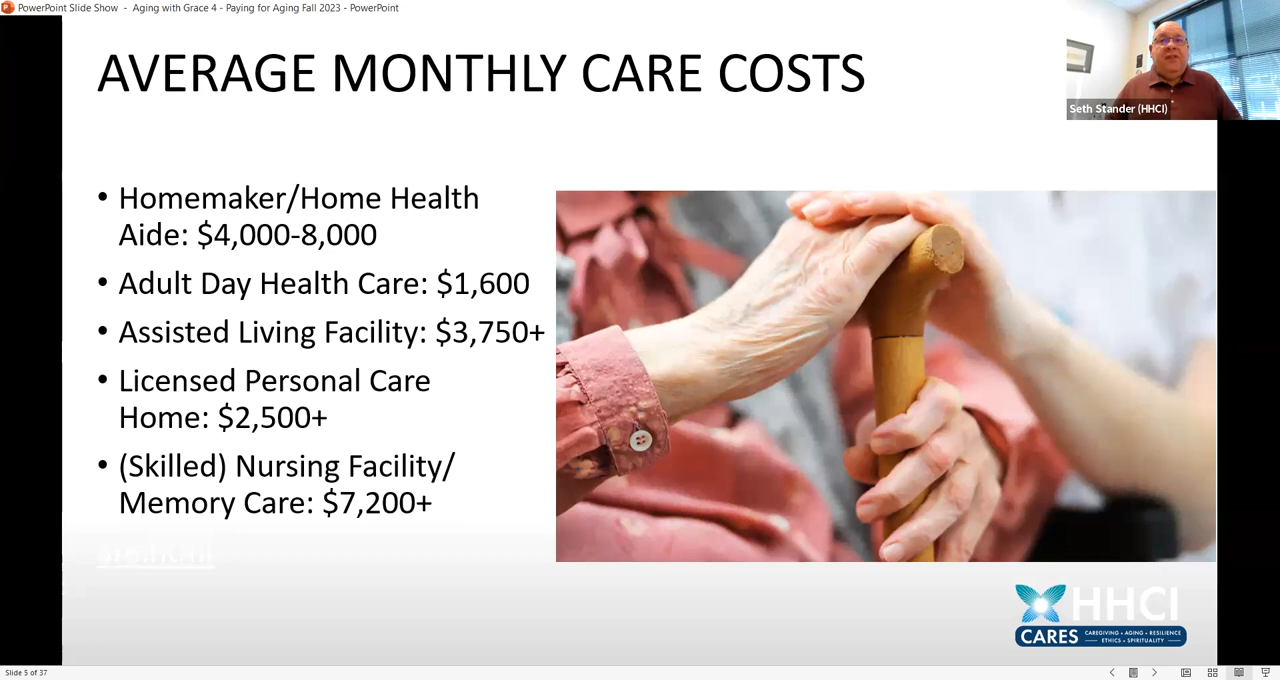 PowerPoint Slide Show - Aging with Grace 4 - Paying for Aging Fall 2023 - PowerPoint
AVERAGE MONTHLY CARE COSTS
Seth Stander (HHCI)
• Homemaker/Home Health
Aide: $4,000-8,000
• Adult Day Health Care: $1,600
• Assisted Living Facility: $3,750+
• Licensed Personal Care
Home: $2,500+
• (Skilled) Nursing Facility/
Memory Care: $7,200+
are.html
HHCI
CARES CAREGIVING • AGING • RESILIENCE
ETHICS • SPIRITUALITY
Slide 5 of 37